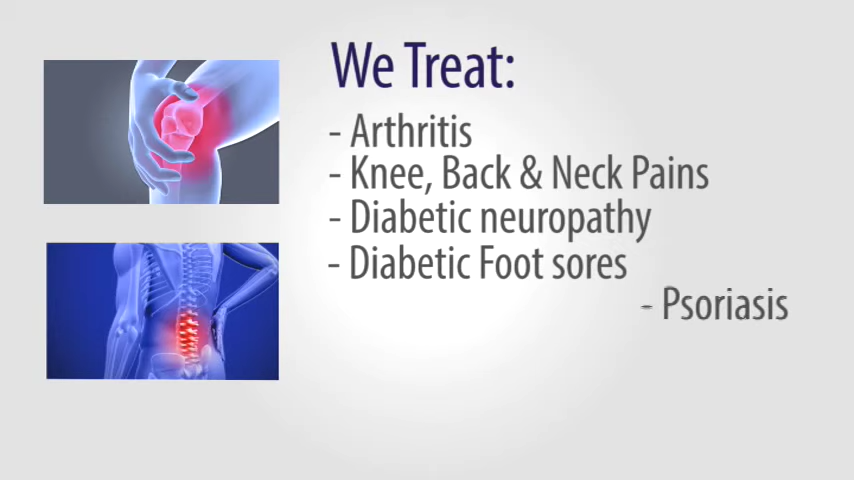 We Treat:
- Arthritis
- Knee, Back & Neck Pains
- Diabetic neuropathy
- Diabetic Foot sores
- Psoriasis